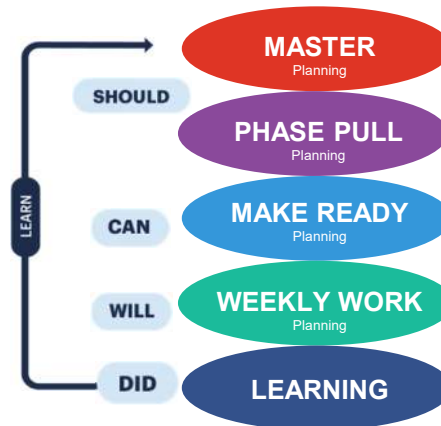 MASTER
Planning
SHOULD
PHASE PULL
Planning
LEARN
MAKE READY
Planning
CAN
WEEKLY WORK
Planning
WILL
DID
LEARNING